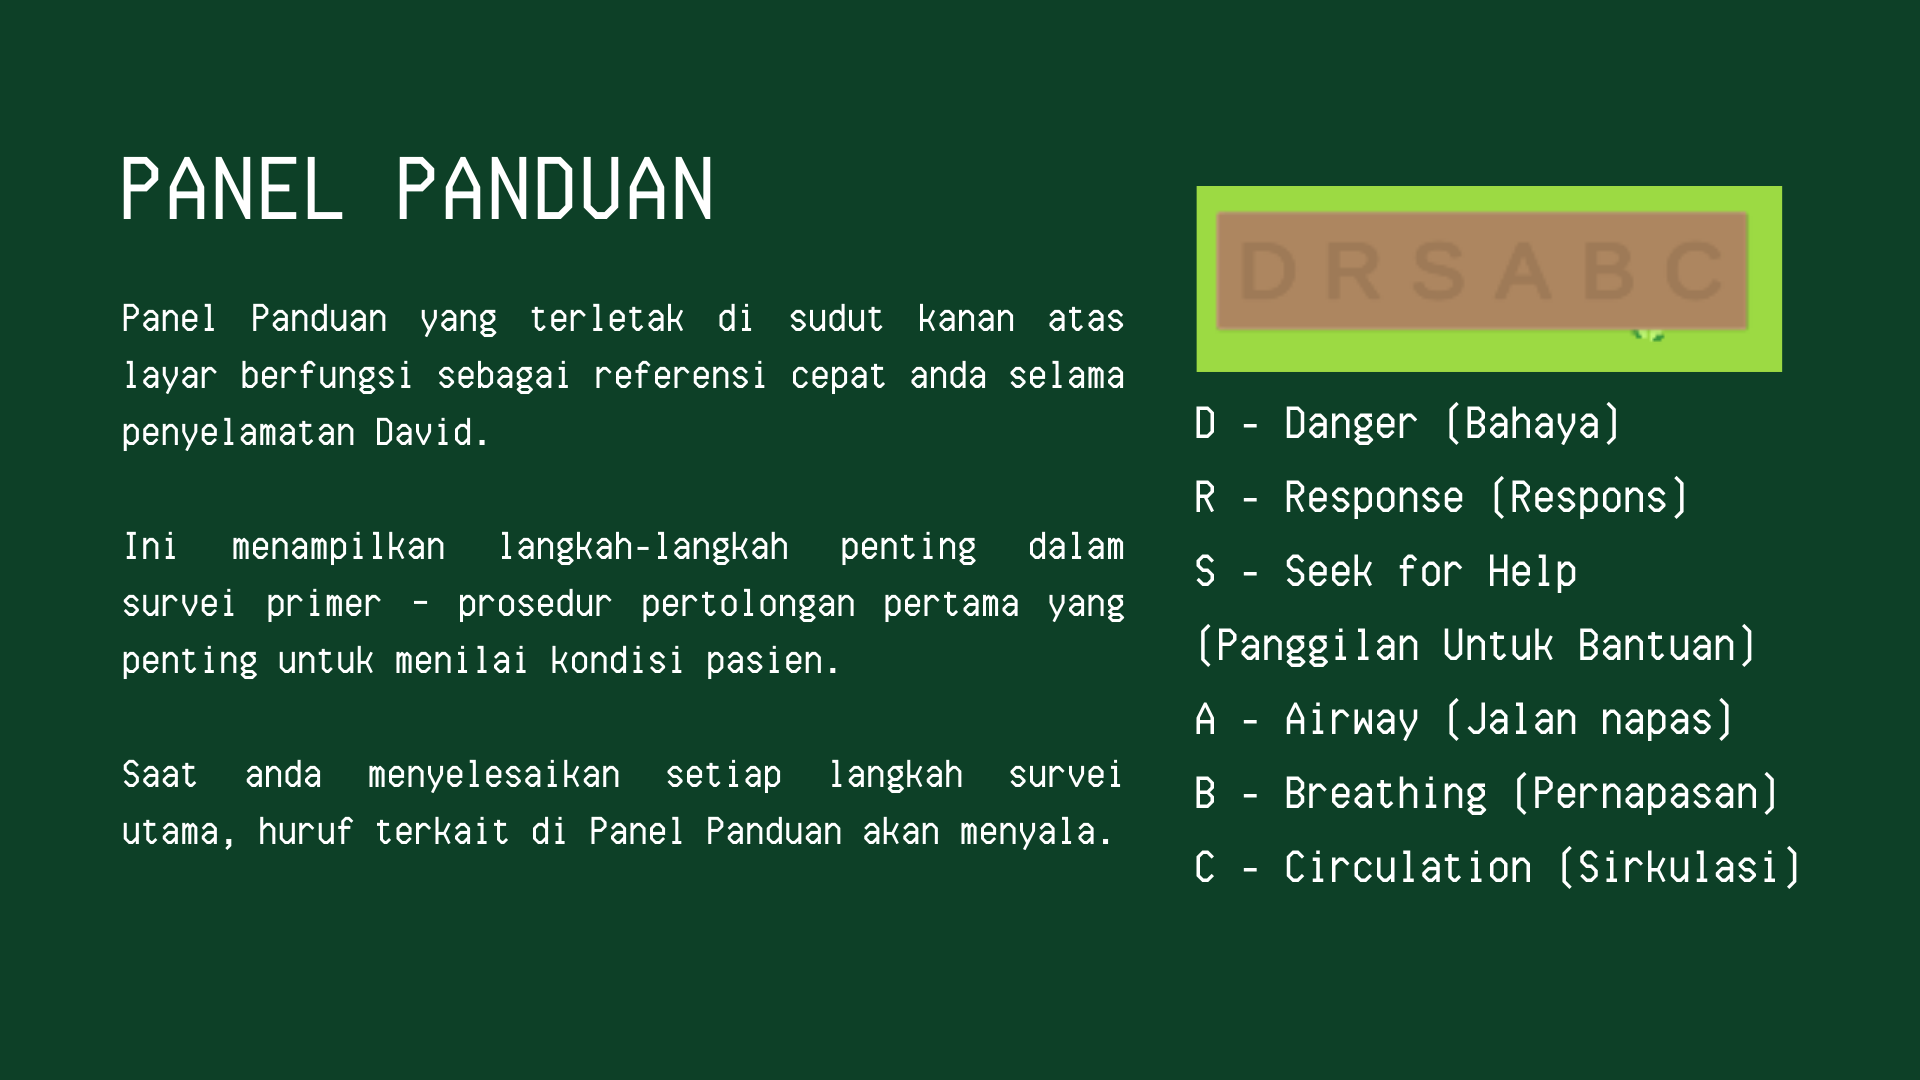 PANEL PANDUAN
Panel Panduan yang terletak di sudut kanan atas
layar berfungsi sebagai referensi cepat anda selama
penyelamatan David.
Ini menampilkan langkah-langkah penting dalam
survei primer – prosedur pertolongan pertama yang
penting untuk menilai kondisi pasien.
Saat anda menyelesaikan setiap langkah survei
utama, huruf terkait di Panel Panduan akan menyala.
D R S A B C
D - Danger (Bahaya)
R - Response (Respons)
S - Seek for Help
(Panggilan Untuk Bantuan)
A - Airway (Jalan napas)
B - Breathing (Pernapasan)
C - Circulation (Sirkulasi)